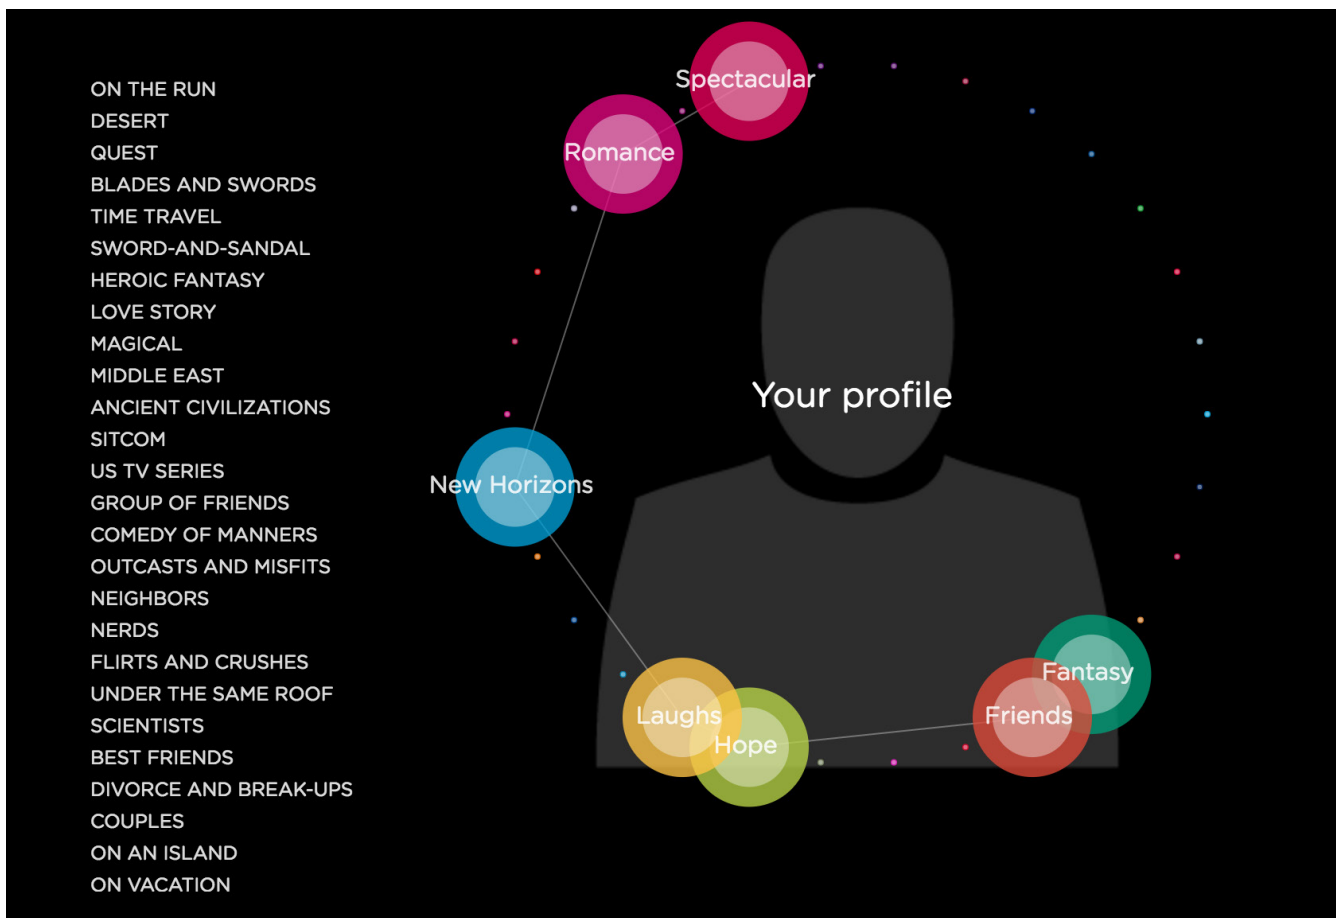 ON THE RUN
DESERT
QUEST
BLADES AND SWORDS
TIME TRAVEL
SWORD-AND-SANDAL
HEROIC FANTASY
LOVE STORY
MAGICAL
MIDDLE EAST
ANCIENT CIVILIZATIONS
SITCOM
US TV SERIES
GROUP OF FRIENDS
COMEDY OF MANNERS
OUTCASTS AND MISFITS
NEIGHBORS
NERDS
FLIRTS AND CRUSHES
UNDER THE SAME ROOF
SCIENTISTS
BEST FRIENDS
DIVORCE AND BREAK-UPS
COUPLES
ON AN ISLAND
ON VACATION
Spectacular
Romance
Your profile
New Horizons
Fantasy
Laughs
Friends
Hope